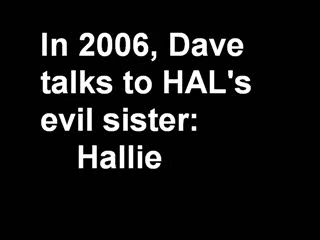 In 2006, Dave
talks to HAL's
evil sister:
Hallie